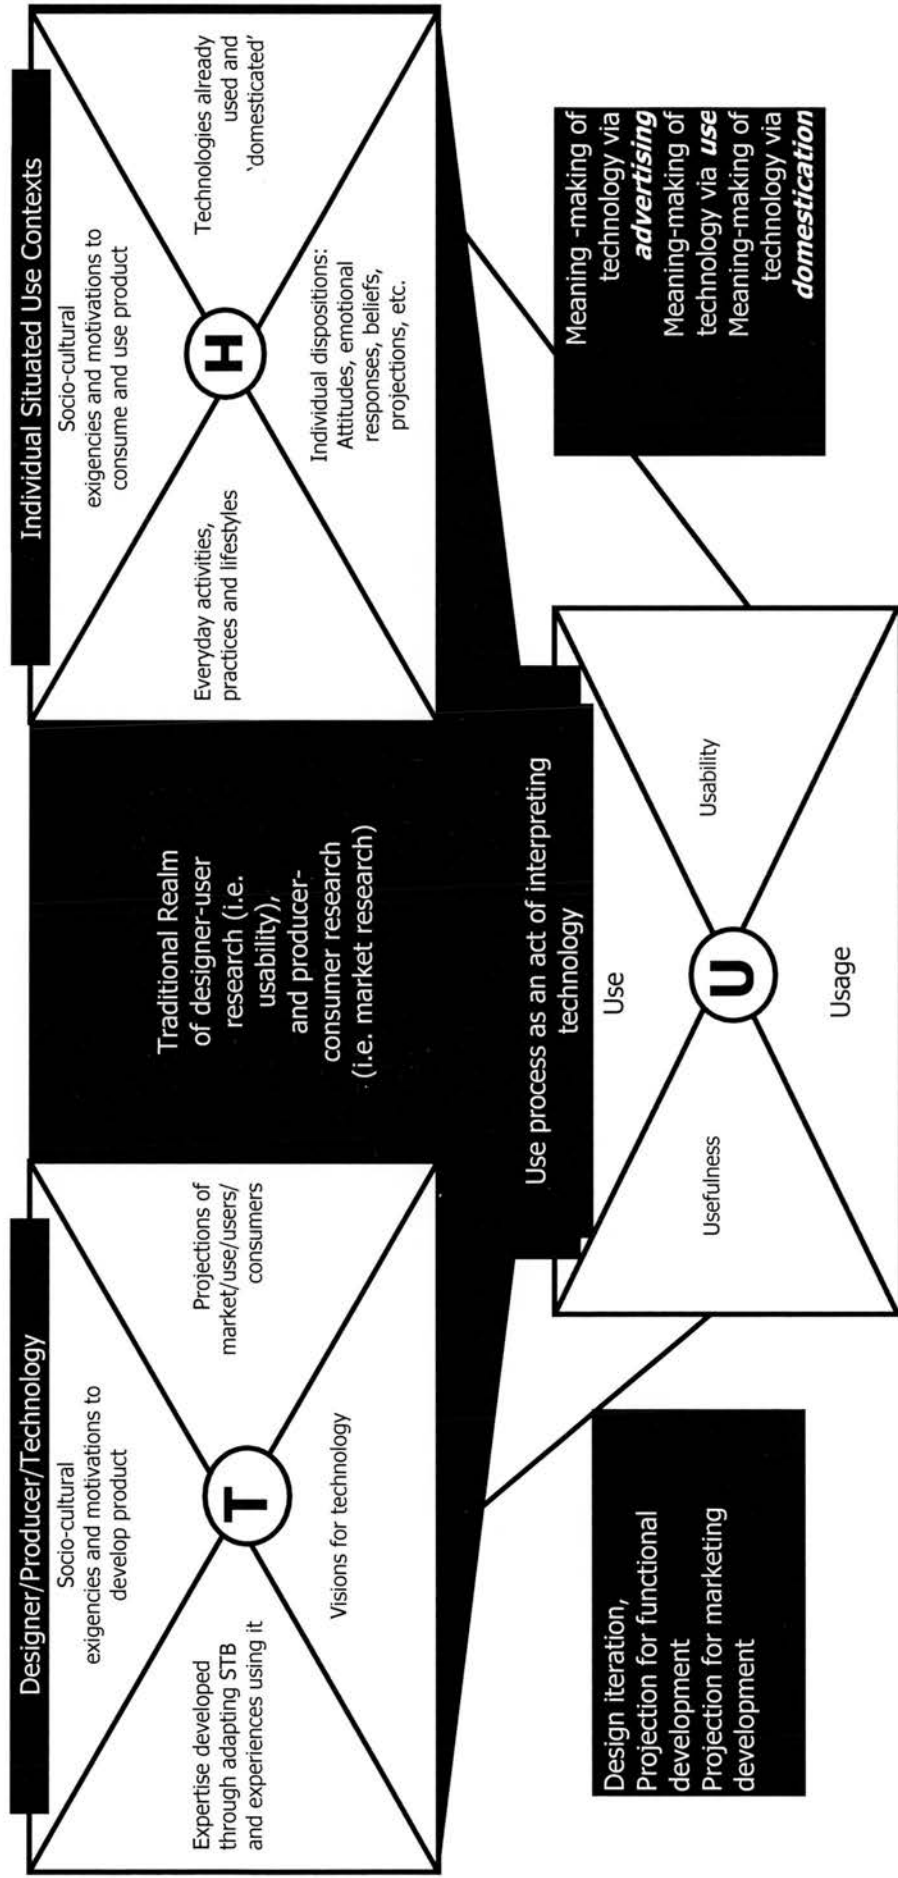 Designer/Producer/Technology
Socio-cultural
exigencies and motivations to
develop product
Expertise developed
through adapting STB
and experiences using it
T
Projections of
market/use/users/
consumers
Visions for technology
Traditional Realm
of designer-user
research (i.e.
usability),
and producer-
consumer research
(i.e. market research)
Individual Situated Use Contexts
Socio-cultural
exigencies and motivations to
consume and use product
Everyday activities,
practices and lifestyles
H
Technologies already
used and
‘domesticated’
Individual dispositions:
Attitudes, emotional
responses, beliefs,
projections, etc.
Use process as an act of interpreting
technology
Use
Usefulness
U
Usability
Usage
Design iteration,
Projection for functional
development
Projection for marketing
development
Meaning -making of
technology via
advertising
Meaning-making of
technology via use
Meaning-making of
technology via
domestication